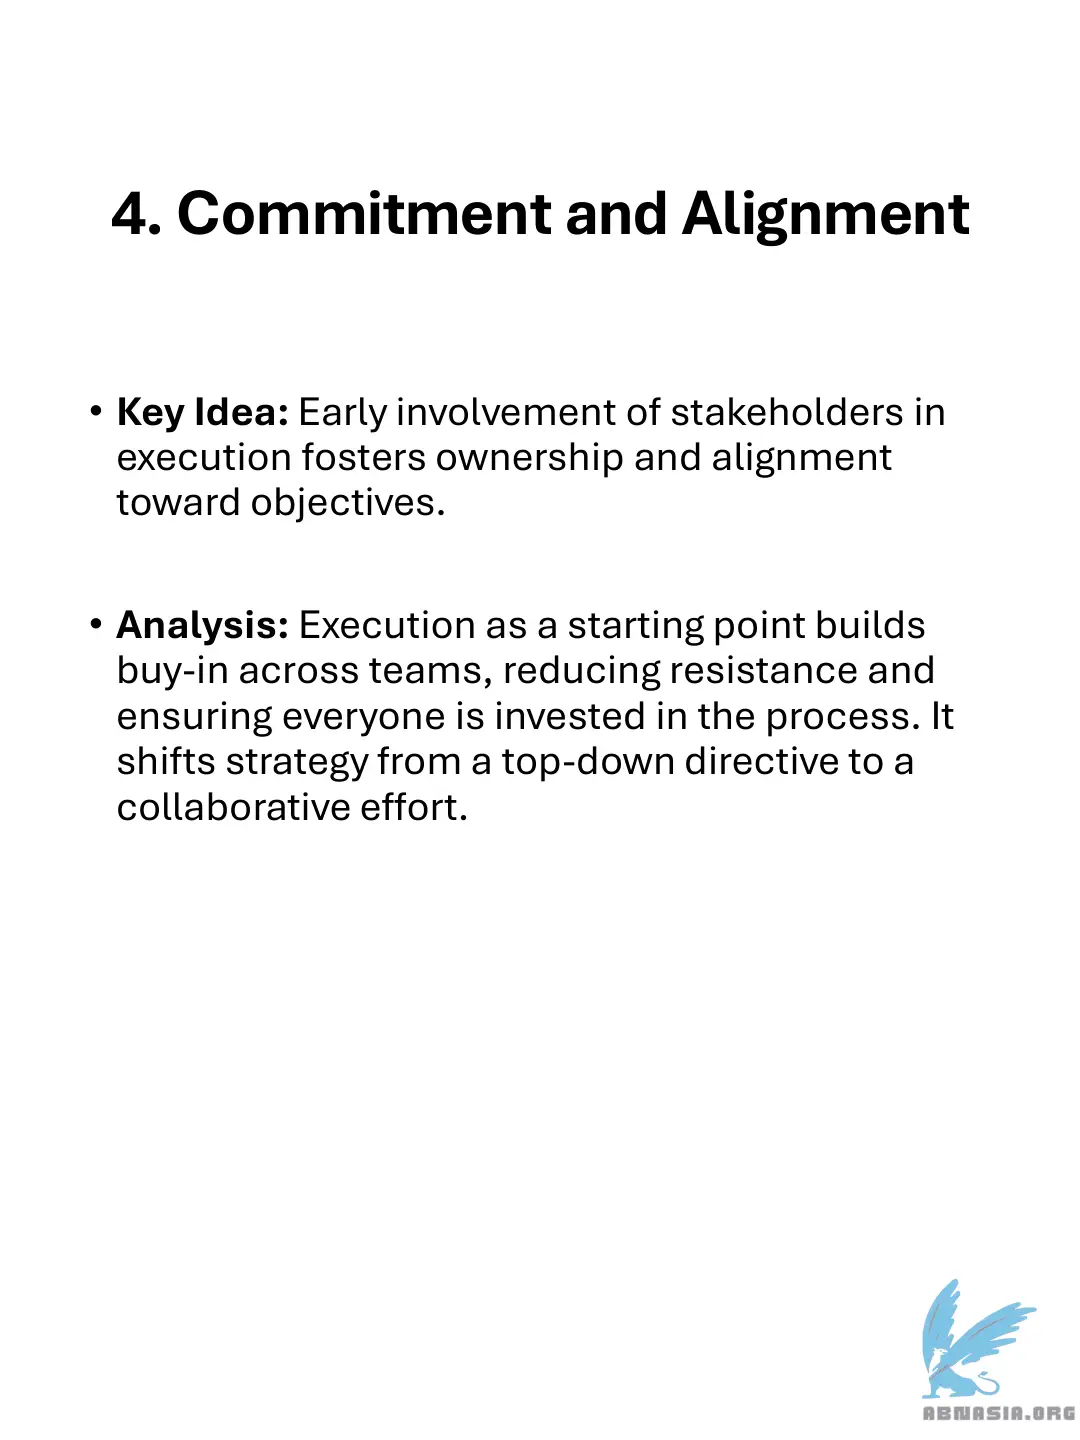 4. Commitment and Alignment
• Key Idea: Early involvement of stakeholders in
execution fosters ownership and alignment
toward objectives.
• Analysis: Execution as a starting point builds
buy-in across teams, reducing resistance and
ensuring everyone is invested in the process. It
shifts strategy from a top-down directive to a
collaborative effort.
ABNASIA.ORG